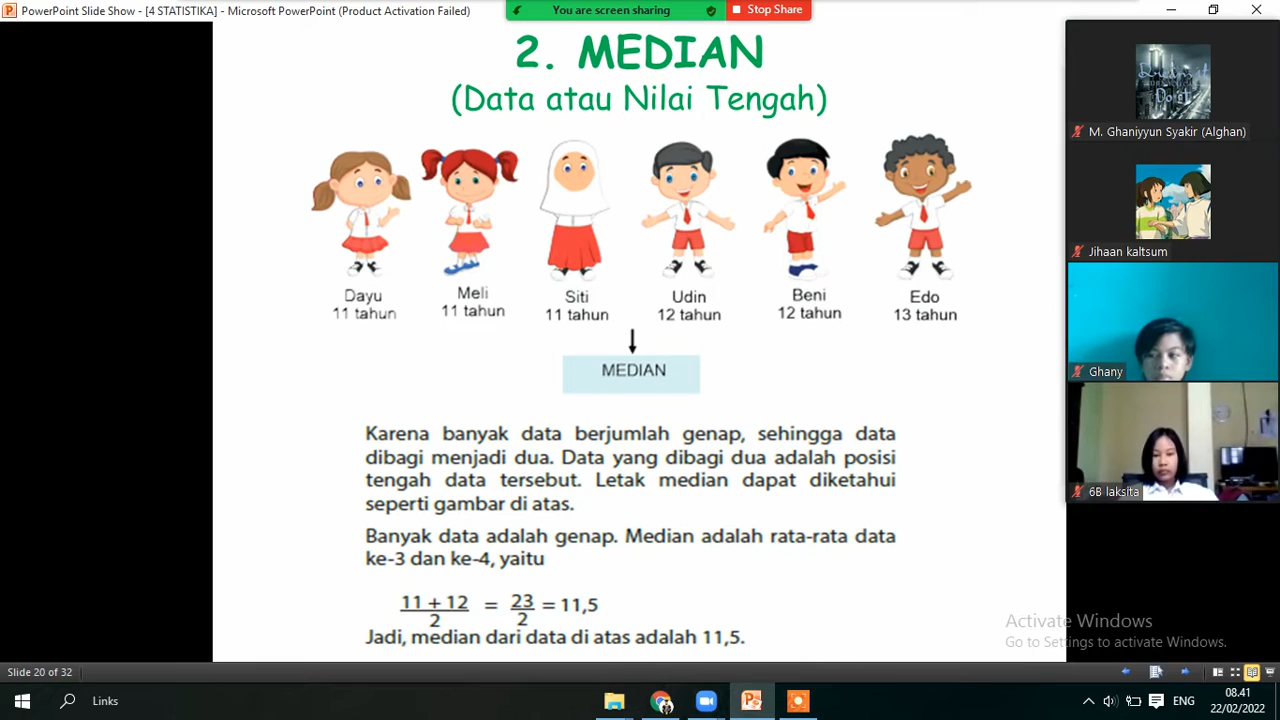 PowerPoint Slide Show - [4 STATISTIKA] - Microsoft PowerPoint (Product Activation Failed)
You are screen sharing
Stop Share
2. MEDIAN
(Data atau Nilai Tengah)
Dayu
11 tahun
Meli
11 tahun
Siti
11 tahun
Udin
12 tahun
Beni
12 tahun
Edo
13 tahun
MEDIAN
Karena banyak data berjumlah genap, sehingga data
dibagi menjadi dua. Data yang dibagi dua adalah posisi
tengah data tersebut. Letak median dapat diketahui
seperti gambar di atas.
Banyak data adalah genap. Median adalah rata-rata data
ke-3 dan ke-4, yaitu
11 + 12 / 2 = 23 / 2 = 11,5
Jadi, median dari data di atas adalah 11,5.
M. Ghaniyyun Syakir (Alghan)
Jihaan kaltsum
Ghany
6B laksita
Activate Windows
Go to Settings to activate Windows.
Slide 20 of 32
Links
ENG
08.41
22/02/2022